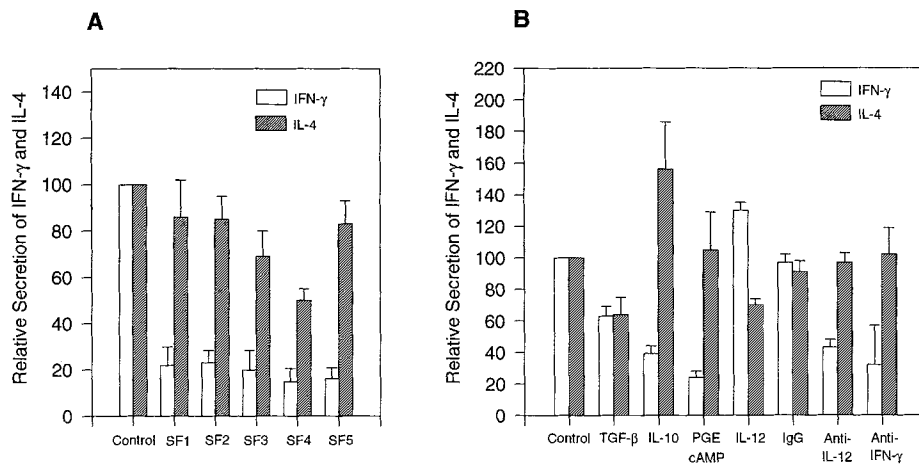 A
Relative Secretion of IFN-γ and IL-4
140
120
100
80
60
40
20
0
IFN-γ
IL-4
Control SF1 SF2 SF3 SF4 SF5
B
Relative Secretion of IFN-γ and IL-4
220
200
180
160
140
120
100
80
60
40
20
0
IFN-γ
IL-4
Control TGF-β IL-10 PGE IL-12 IgG Anti- Anti-
cAMP IL-12 IFN-γ